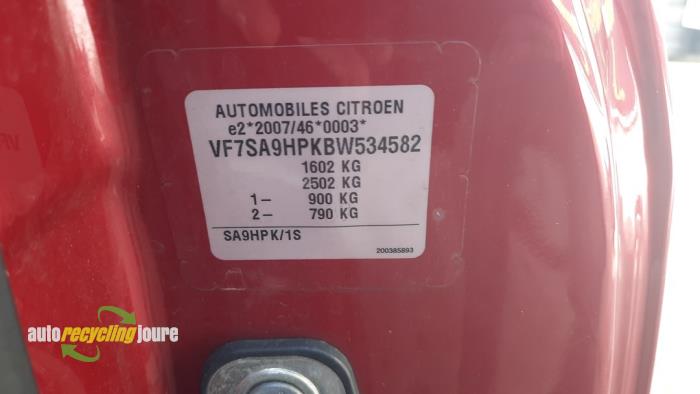 AUTOMOBILES CITROEN
e2*2007/46*0003*
VF7SA9HPKBW534582
1602 KG
2502 KG
1- 900 KG
2- 790 KG
SA9HPK/1S
200385893
autorecyclingjoure